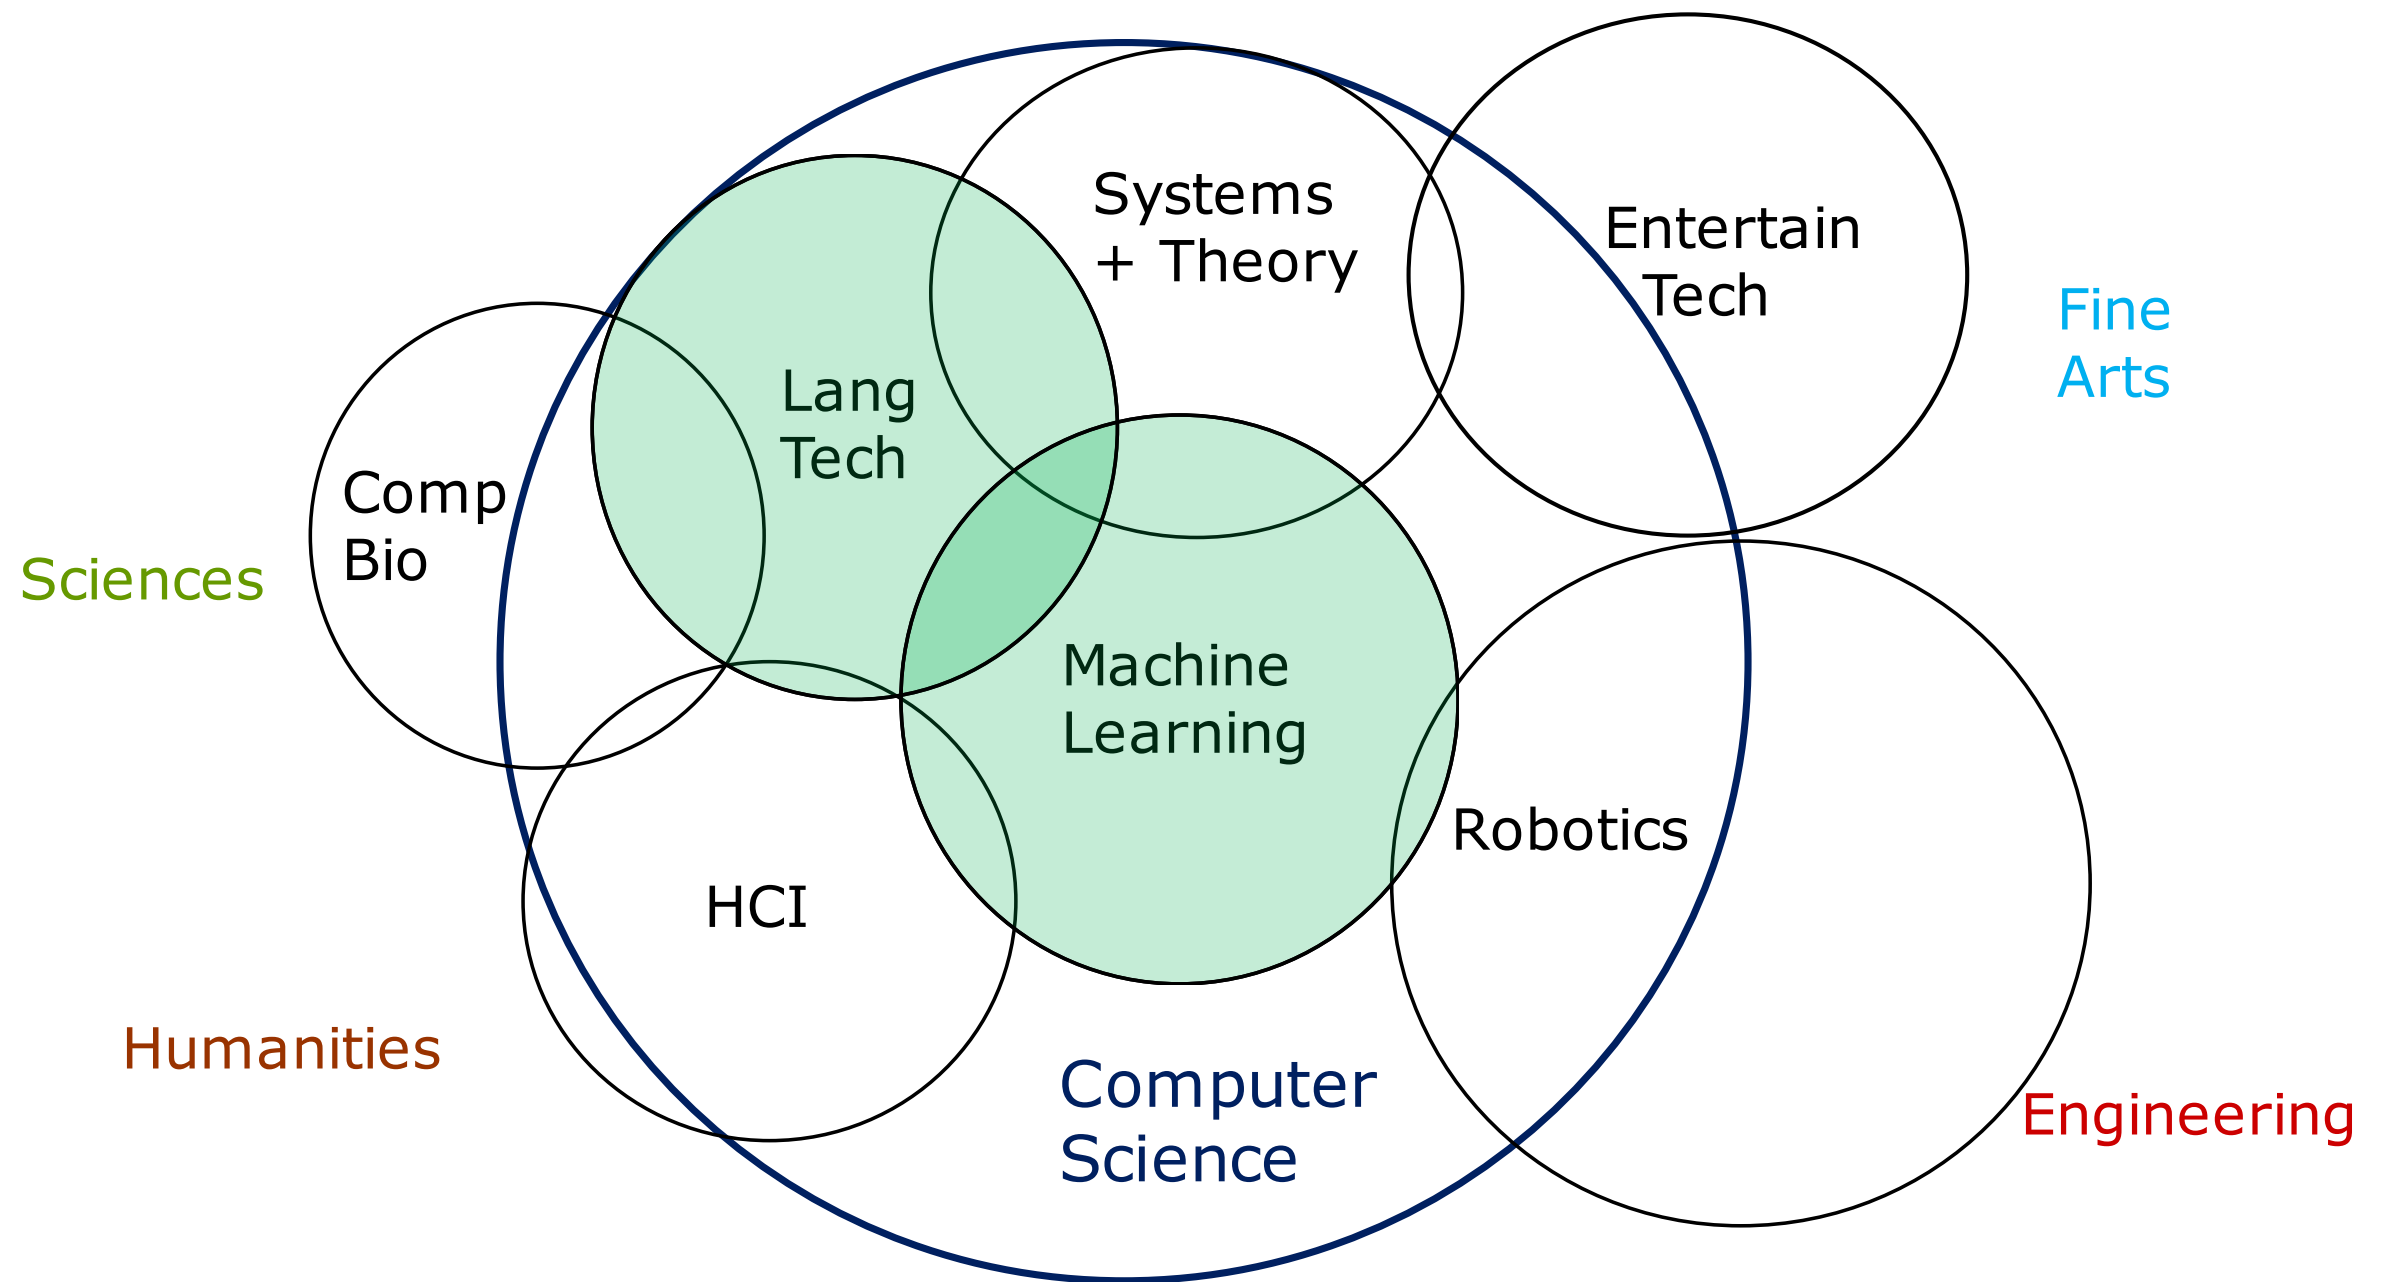 Systems
+ Theory
Entertain
Tech
Fine
Arts
Lang
Tech
Comp
Bio
Sciences
Machine
Learning
Robotics
HCI
Humanities
Computer
Science
Engineering